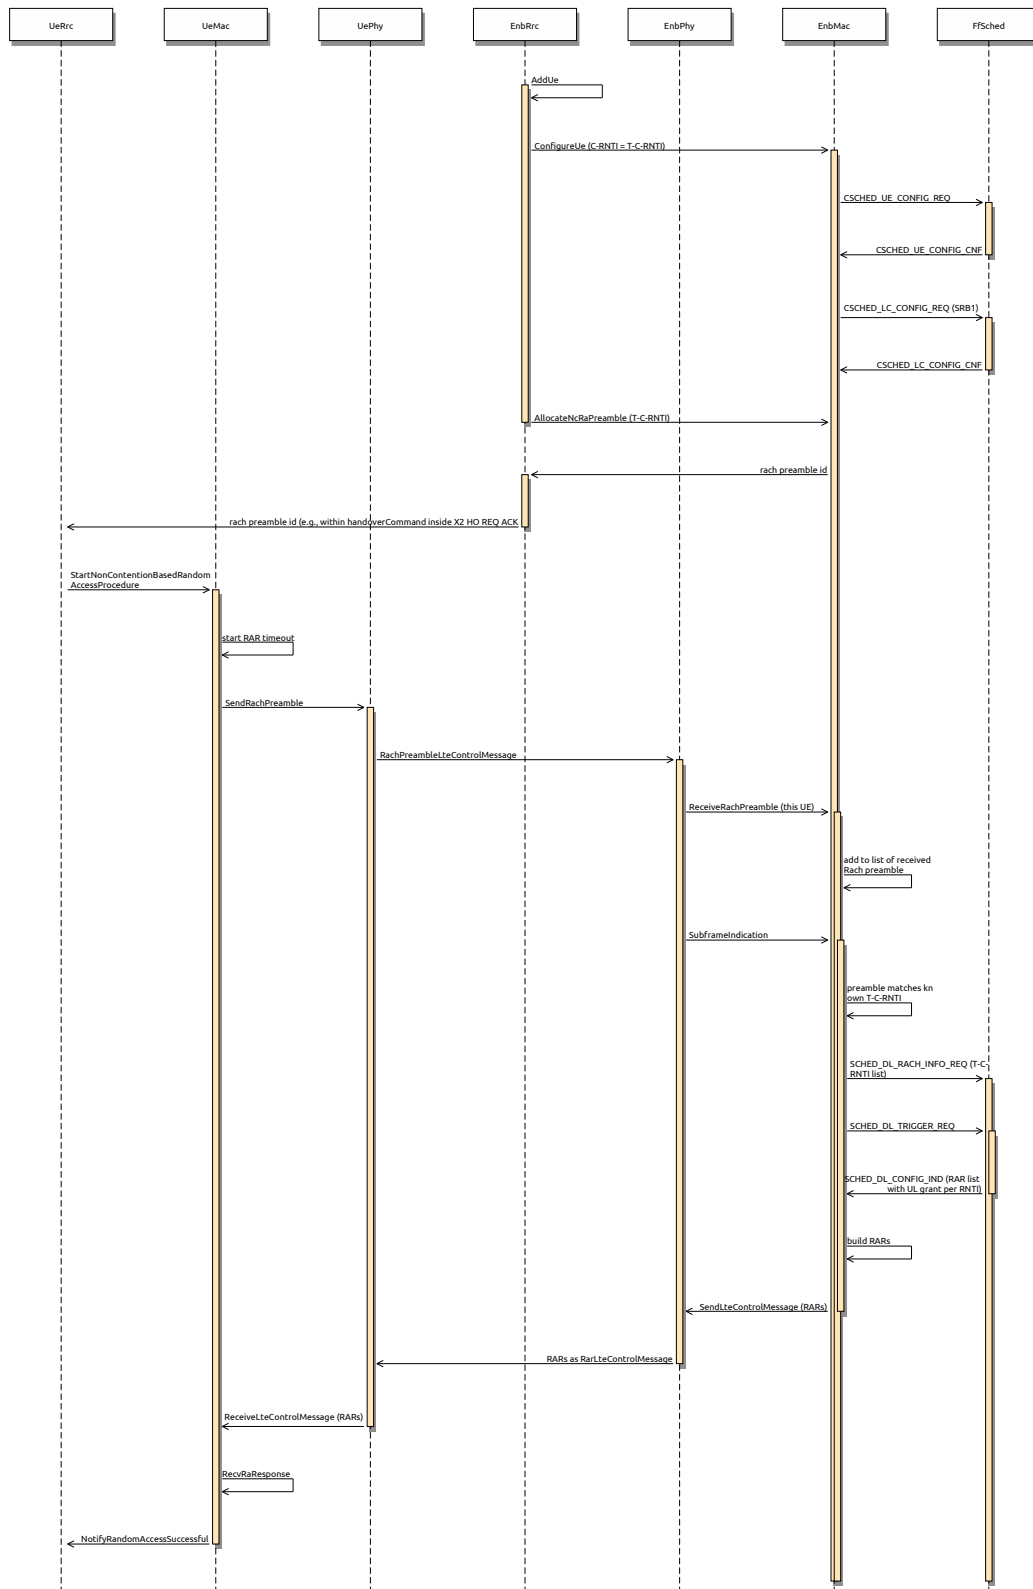 UeRrc
UeMac
UePhy
EnbRrc
EnbPhy
EnbMac
FfSched
AddUe
ConfigureUe (C-RNTI = T-C-RNTI)
CSCHED_UE_CONFIG_REQ
CSCHED_UE_CONFIG_CNF
CSCHED_LC_CONFIG_REQ (SRB1)
CSCHED_LC_CONFIG_CNF
AllocateNcRaPreamble (T-C-RNTI)
rach preamble id
rach preamble id (e.g., within handoverCommand inside X2 HO REQ ACK
StartNonContentionBasedRandom
AccessProcedure
start RAR timeout
SendRachPreamble
RachPreambleLteControlMessage
ReceiveRachPreamble (this UE)
add to list of received
Rach preamble
SubframeIndication
preamble matches kn
own T-C-RNTI
SCHED_DL_RACH_INFO_REQ (T-C-
RNTI list)
SCHED_DL_TRIGGER_REQ
SCHED_DL_CONFIG_IND (RAR list
with UL grant per RNTI)
build RARs
SendLteControlMessage (RARs)
RARs as RarLteControlMessage
ReceiveLteControlMessage (RARs)
RecvRaResponse
NotifyRandomAccessSuccessful